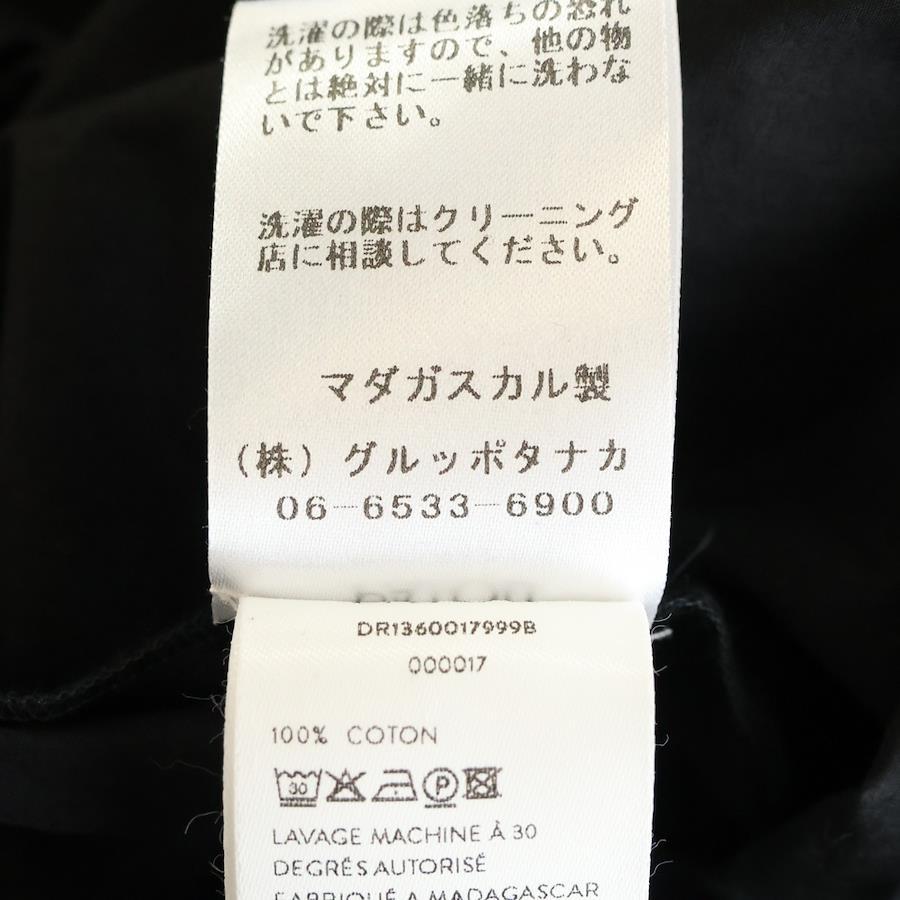 洗濯の際は色落ちの恐れ
がありますので、他の物
とは絶対に一緒に洗わな
いで下さい。
洗濯の際はクリーニング
店に相談してください。
マダガスカル製
（株）グルッポタナカ
06-6533-6900
DR1360017999B
000017
100% COTON
30 P
LAVAGE MACHINE À 30
DEGRÉS AUTORISÉ
FABRIQUÉ A MADAGASCAR